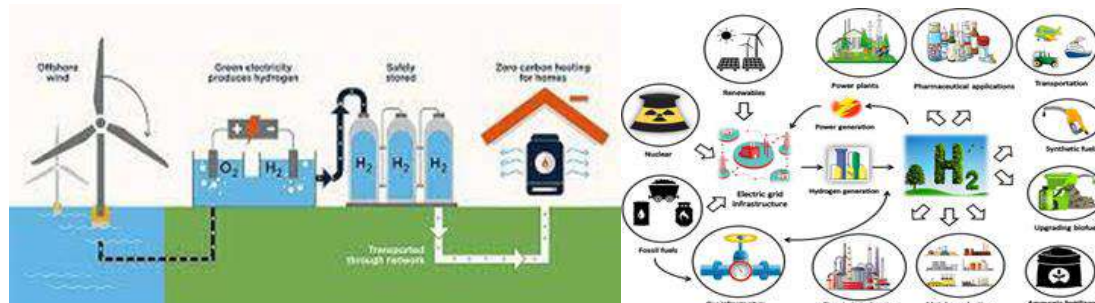 Offshore
wind
Green electricity
produces hydrogen
Safely
stored
Zero carbon heating
for homes
O2
H2
H2
H2
H2
Transported
through network
Renewables
Power plants
Pharmaceutical applications
Transportation
Nuclear
Power generation
Synthetic fuels
Electric grid
infrastructure
Hydrogen generation
H2
Upgrading biofuel
Fossil fuels